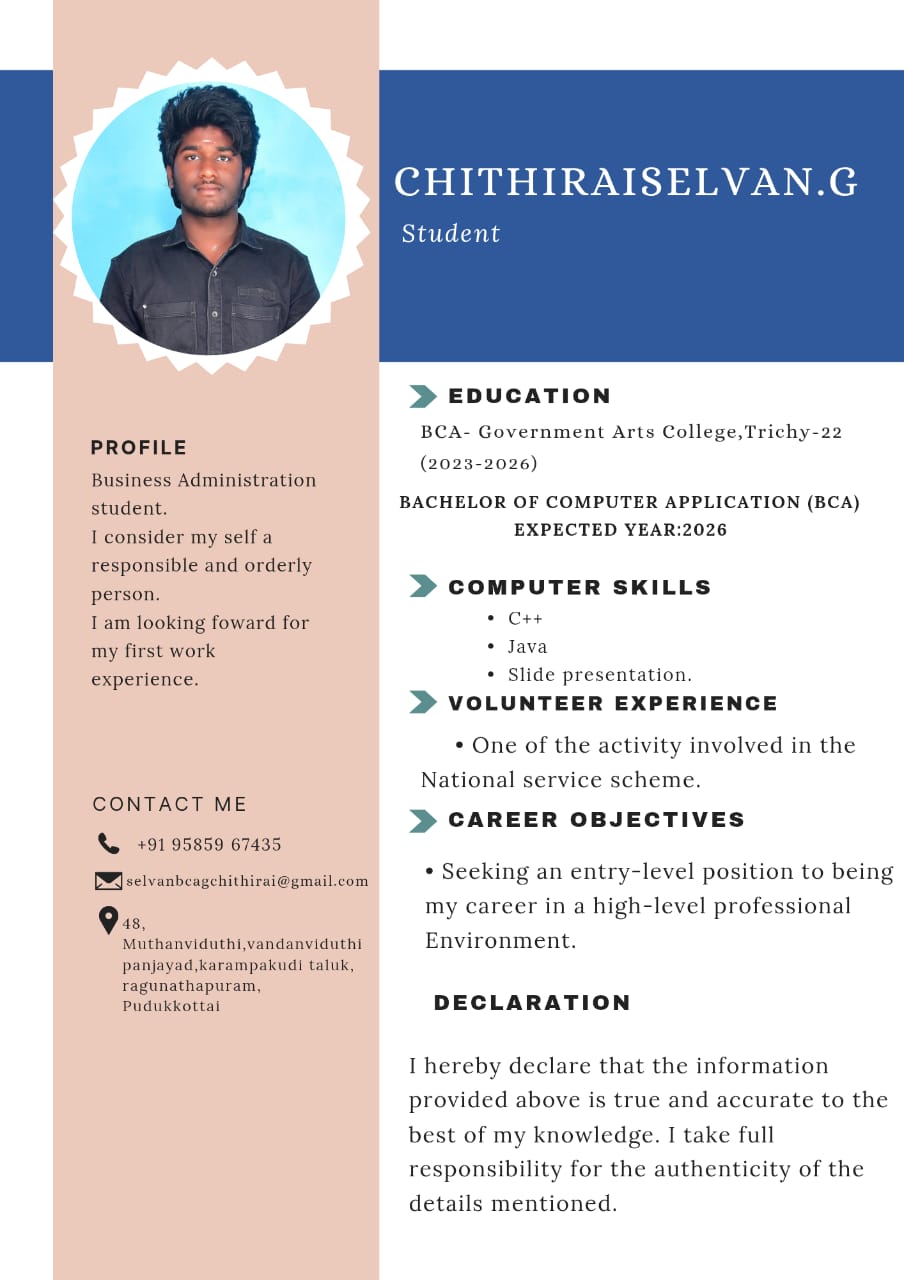 CHITHIRAISELVAN.G
Student
PROFILE
Business Administration
student.
I consider my self a
responsible and orderly
person.
I am looking foward for
my first work
experience.
CONTACT ME
+91 95859 67435
selvanbcagchithirai@gmail.com
48,
Muthanviduthi,vandanviduthi
panjayad,karampakudi taluk,
ragunathapuram,
Pudukkottai
EDUCATION
BCA- Government Arts College,Trichy-22
(2023-2026)
BACHELOR OF COMPUTER APPLICATION (BCA)
EXPECTED YEAR:2026
COMPUTER SKILLS
• C++
• Java
• Slide presentation.
VOLUNTEER EXPERIENCE
• One of the activity involved in the
National service scheme.
CAREER OBJECTIVES
• Seeking an entry-level position to being
my career in a high-level professional
Environment.
DECLARATION
I hereby declare that the information
provided above is true and accurate to the
best of my knowledge. I take full
responsibility for the authenticity of the
details mentioned.